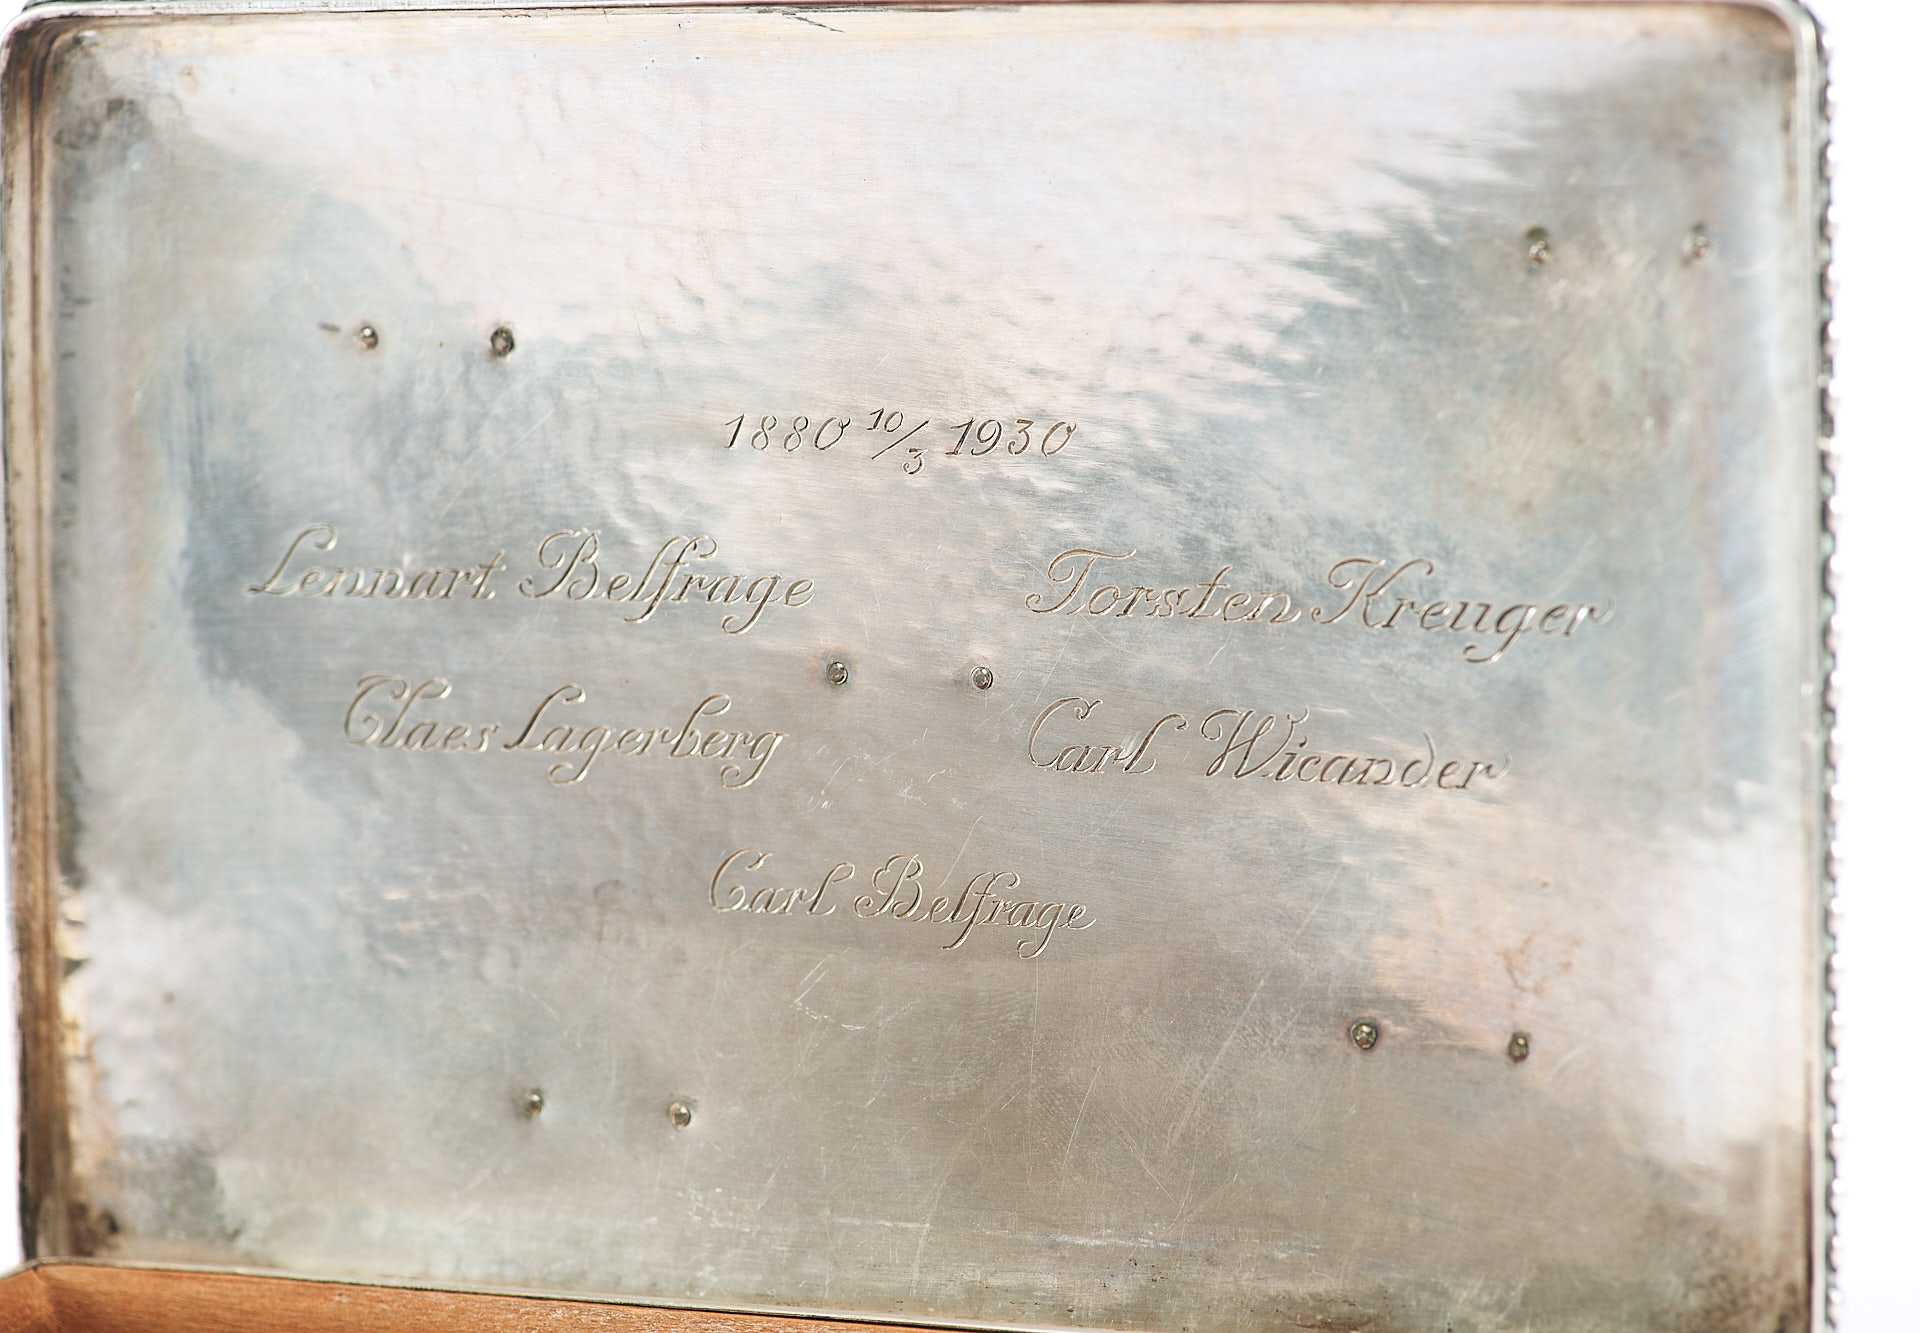 1880 10/3 1930
Lennart Belfrage Torsten Kreuger
Claes Lagerberg Carl Wicander
Carl Belfrage